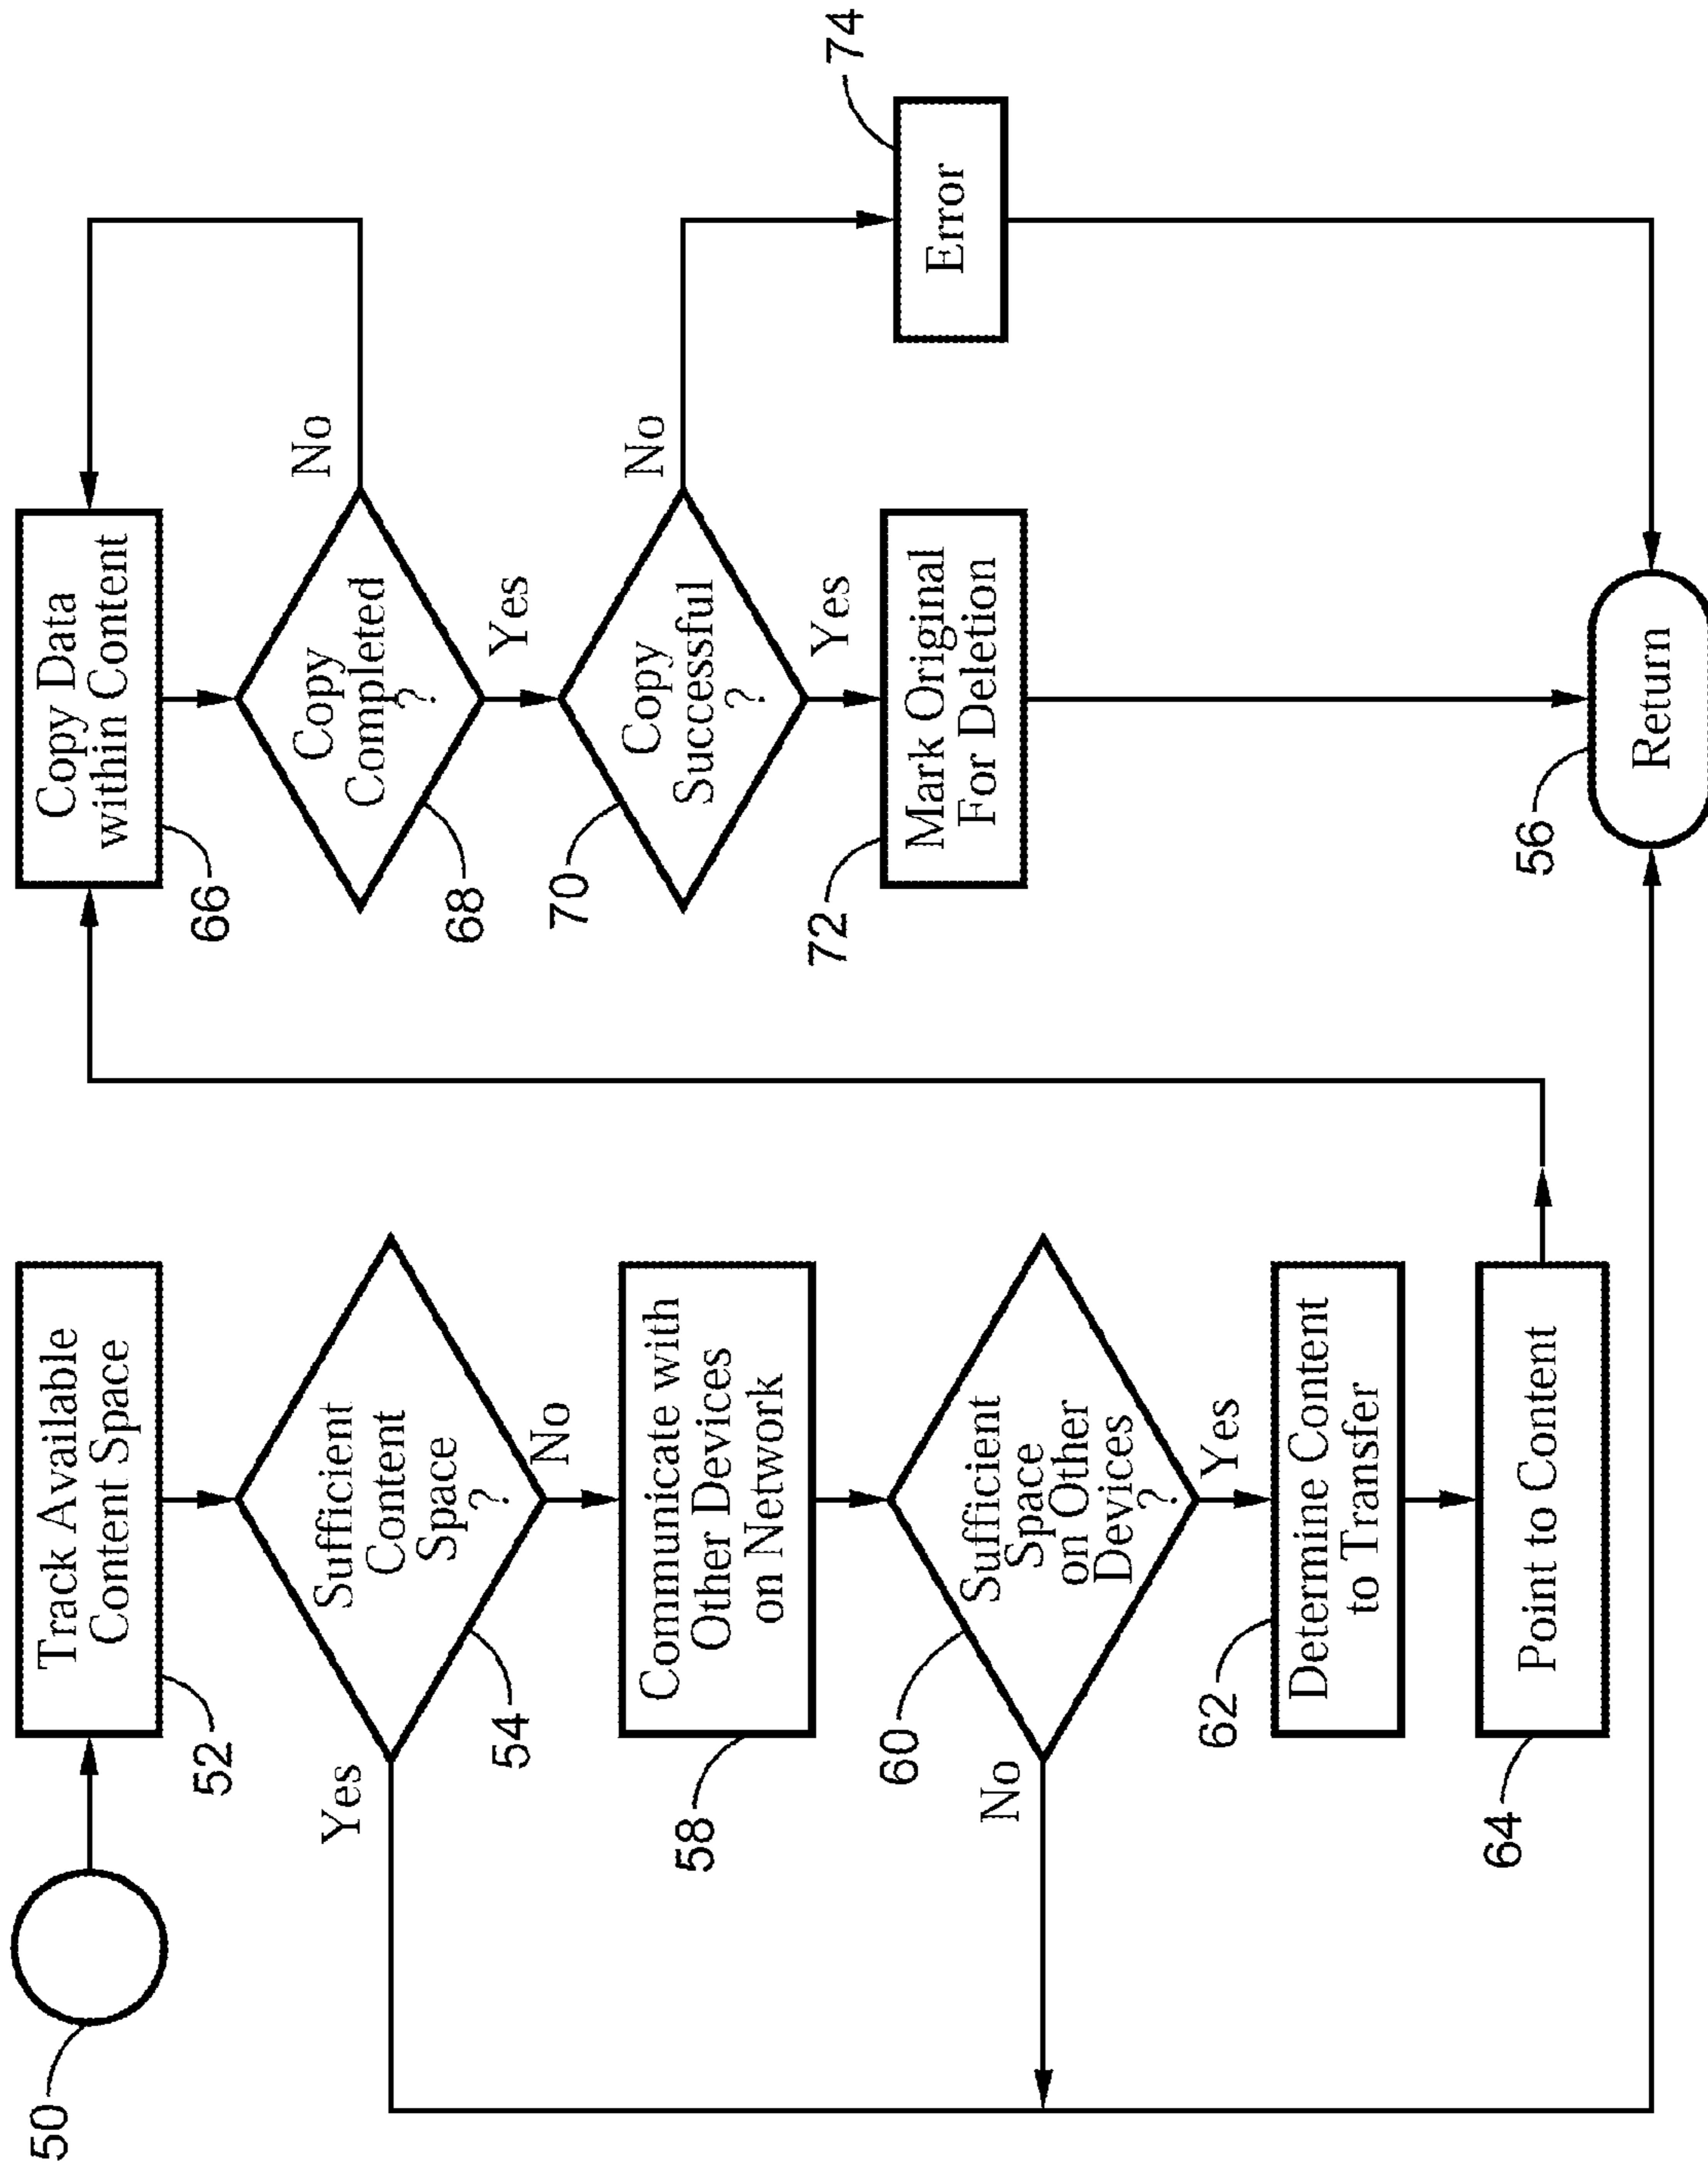 50
Track Available
Content Space
52
Sufficient
Content
Space
?
54
Yes
No
Communicate with
Other Devices
on Network
58
Sufficient
Space
on Other
Devices
?
60
No
Yes
Determine Content
to Transfer
62
Point to Content
64
Copy Data
within Content
66
Copy
Completed
?
68
No
Yes
Copy
Successful
?
70
No
Yes
Mark Original
For Deletion
72
Error
74
Return
56